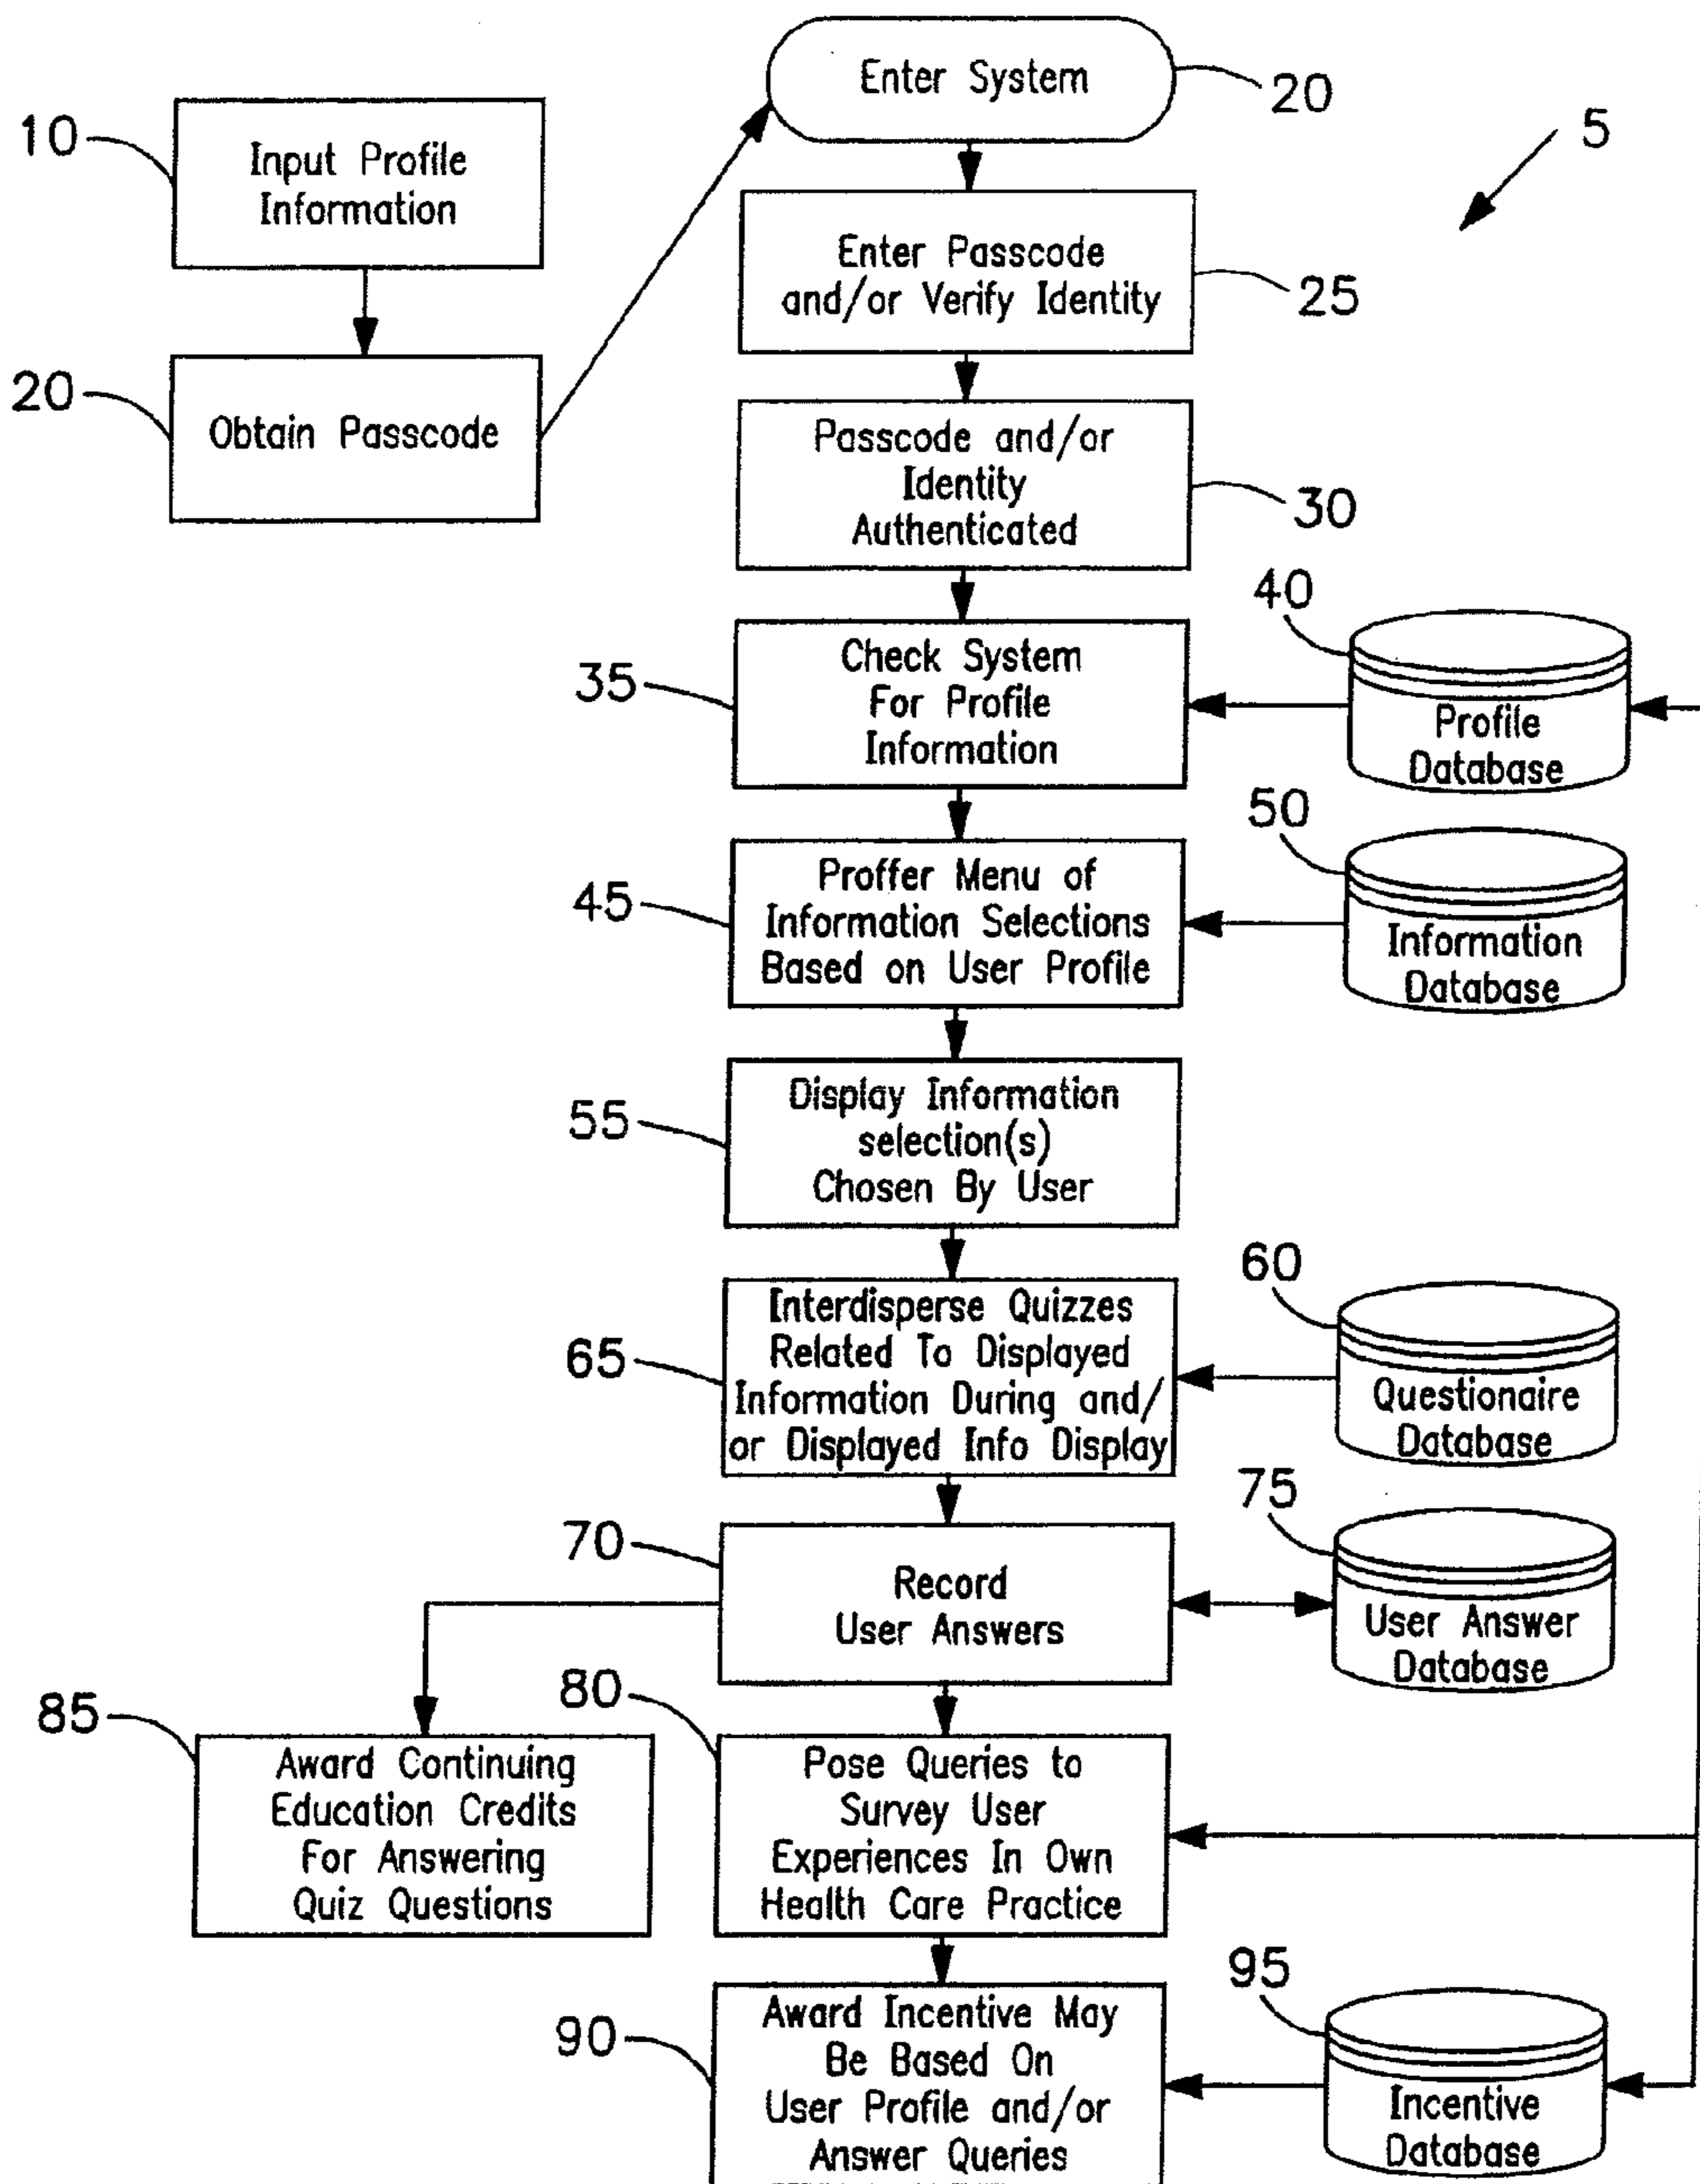 10
Input Profile
Information
20
Obtain Passcode
Enter System
20
5
Enter Passcode
and/or Verify Identity
25
Passcode and/or
Identity
Authenticated
30
35
Check System
For Profile
Information
40
Profile
Database
45
Proffer Menu of
Information Selections
Based on User Profile
50
Information
Database
55
Display Information
selection(s)
Chosen By User
65
Interdisperse Quizzes
Related To Displayed
Information During and/
or Displayed Info Display
60
Questionaire
Database
70
Record
User Answers
75
User Answer
Database
85
Award Continuing
Education Credits
For Answering
Quiz Questions
80
Pose Queries to
Survey User
Experiences In Own
Health Care Practice
90
Award Incentive May
Be Based On
User Profile and/or
Answer Queries
95
Incentive
Database